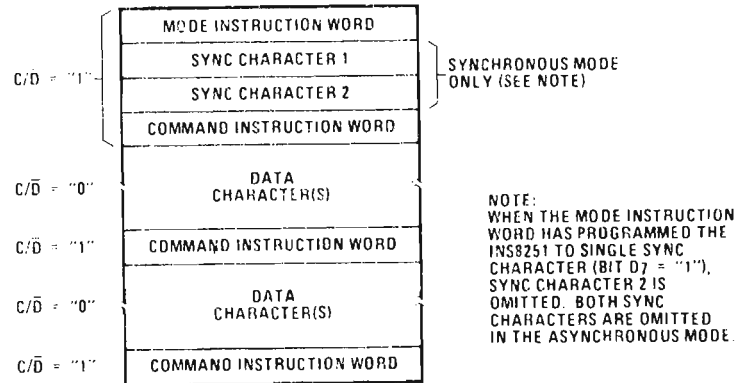 MODE INSTRUCTION WORD
SYNC CHARACTER 1
C/D̅ = "1"
SYNCHRONOUS MODE
ONLY (SEE NOTE)
SYNC CHARACTER 2
COMMAND INSTRUCTION WORD
C/D̅ = "0"
DATA
CHARACTER(S)
C/D̅ = "1"
COMMAND INSTRUCTION WORD
C/D̅ = "0"
DATA
CHARACTER(S)
C/D̅ = "1"
COMMAND INSTRUCTION WORD
NOTE:
WHEN THE MODE INSTRUCTION
WORD HAS PROGRAMMED THE
INS8251 TO SINGLE SYNC
CHARACTER (BIT D7 = "1"),
SYNC CHARACTER 2 IS
OMITTED. BOTH SYNC
CHARACTERS ARE OMITTED
IN THE ASYNCHRONOUS MODE.